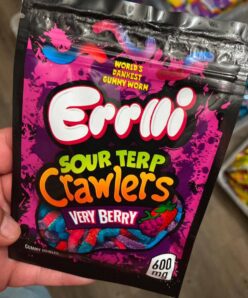 WORLD'S
DANKEST
GUMMY WORM
Errlli
SOUR TERP
Crawlers
VERY BERRY
600
mg